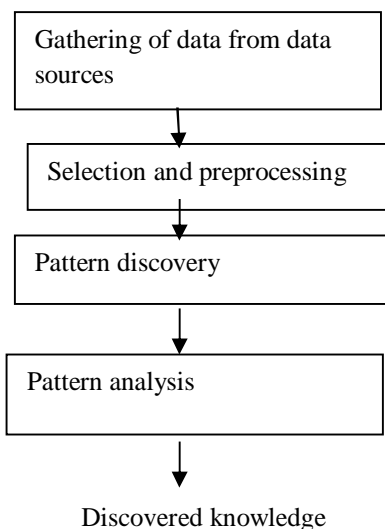 Gathering of data from data
sources
Selection and preprocessing
Pattern discovery
Pattern analysis
Discovered knowledge